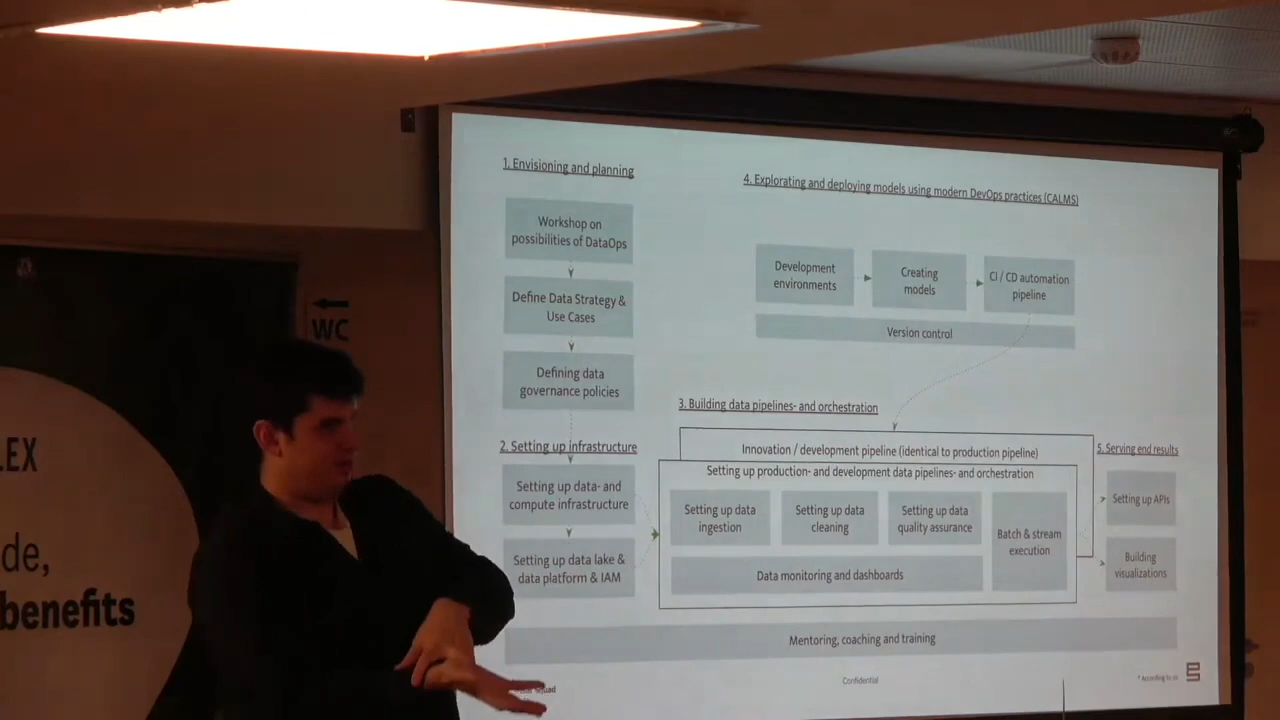 LEX
de,
benefits
WC
1. Envisioning and planning
Workshop on
possibilities of DataOps
Define Data Strategy &
Use Cases
Defining data
governance policies
2. Setting up infrastructure
Setting up data- and
compute infrastructure
Setting up data lake &
data platform & IAM
4. Explorating and deploying models using modern DevOps practices (CALMS)
Development
environments
Creating
models
CI / CD automation
pipeline
Version control
3. Building data pipelines- and orchestration
Innovation / development pipeline (identical to production pipeline)
Setting up production- and development data pipelines- and orchestration
Setting up data
ingestion
Setting up data
cleaning
Setting up data
quality assurance
Batch & stream
execution
Data monitoring and dashboards
5. Serving end results
Setting up APIs
Building
visualizations
Mentoring, coaching and training
Confidential
* According to